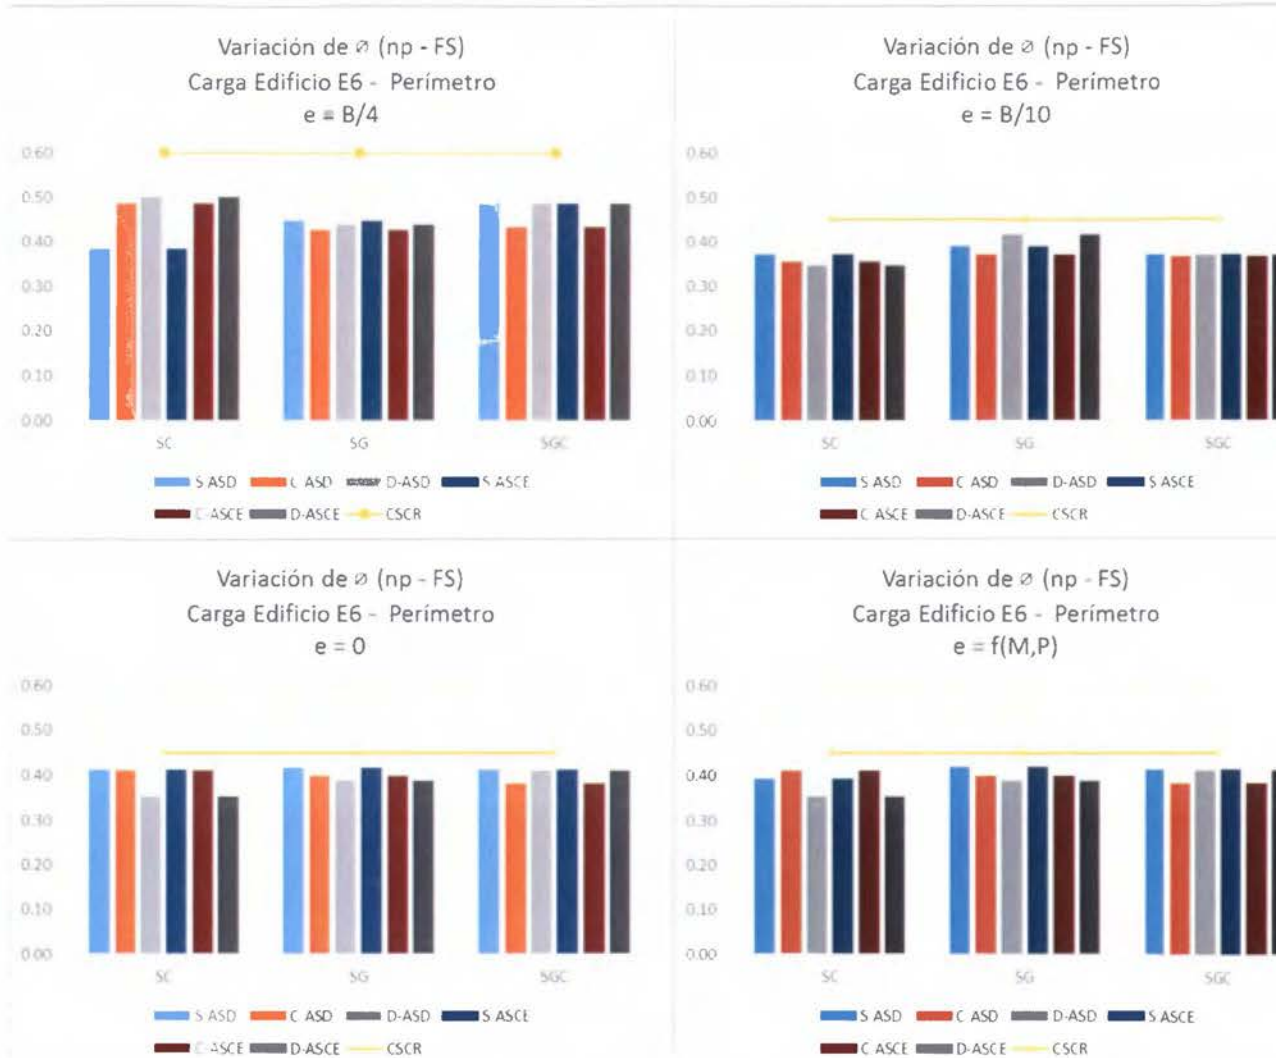 Variación de ⌀ (np - FS)
Carga Edificio E6 - Perímetro
e = B/4
0.60
0.50
0.40
0.30
0.20
0.10
0.00
SC SG SGC
S ASD C ASD D-ASD S ASCE
C ASCE D-ASCE CSCR
Variación de ⌀ (np - FS)
Carga Edificio E6 - Perímetro
e = B/10
0.60
0.50
0.40
0.30
0.20
0.10
0.00
SC SG SGC
S ASD C ASD D-ASD S ASCE
C ASCE D-ASCE CSCR
Variación de ⌀ (np - FS)
Carga Edificio E6 - Perímetro
e = 0
0.60
0.50
0.40
0.30
0.20
0.10
0.00
SC SG SGC
S ASD C ASD D-ASD S ASCE
C ASCE D-ASCE CSCR
Variación de ⌀ (np - FS)
Carga Edificio E6 - Perímetro
e = f(M,P)
0.60
0.50
0.40
0.30
0.20
0.10
0.00
SC SG SGC
S ASD C ASD D-ASD S ASCE
C ASCE D-ASCE CSCR